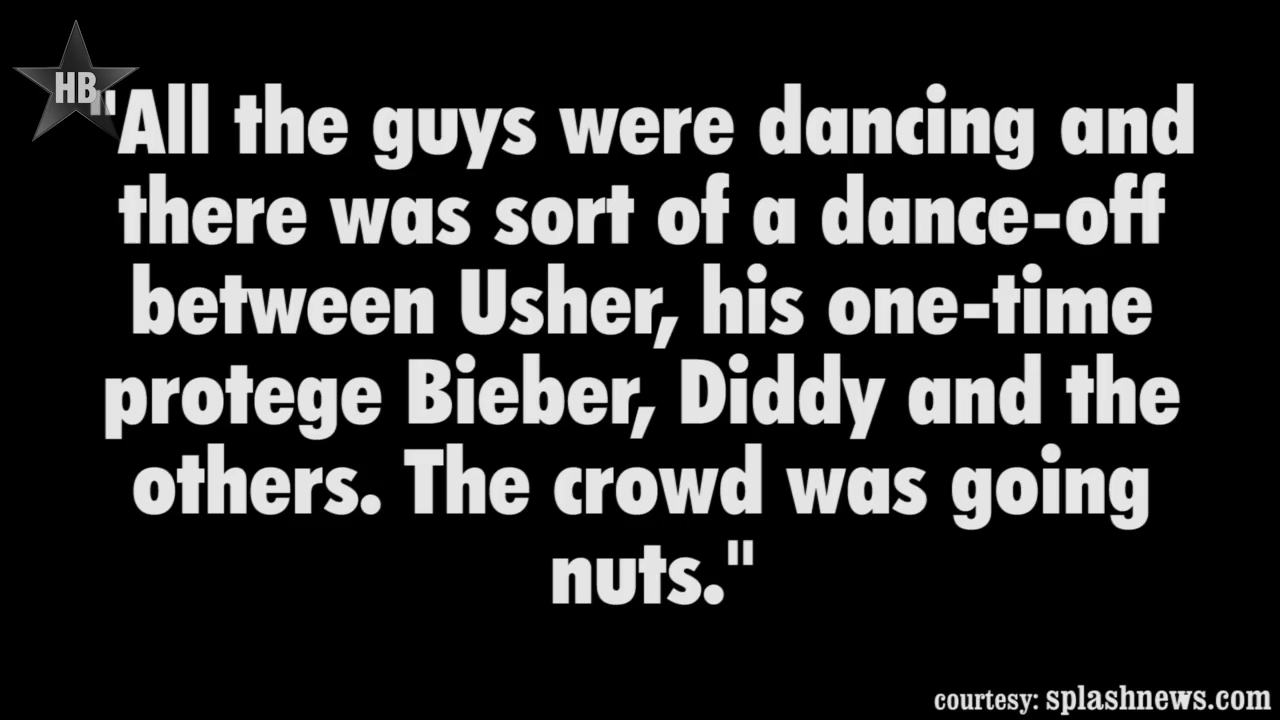 HB
"All the guys were dancing and
there was sort of a dance-off
between Usher, his one-time
protege Bieber, Diddy and the
others. The crowd was going
nuts."
courtesy: splashnews.com